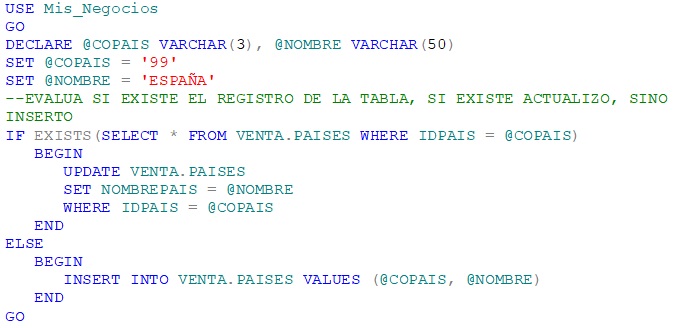 USE Mis_Negocios
GO
DECLARE @COPAIS VARCHAR(3), @NOMBRE VARCHAR(50)
SET @COPAIS = '99'
SET @NOMBRE = 'ESPAÑA'
--EVALUA SI EXISTE EL REGISTRO DE LA TABLA, SI EXISTE ACTUALIZO, SINO
INSERTO
IF EXISTS(SELECT * FROM VENTA.PAISES WHERE IDPAIS = @COPAIS)
BEGIN
UPDATE VENTA.PAISES
SET NOMBREPAIS = @NOMBRE
WHERE IDPAIS = @COPAIS
END
ELSE
BEGIN
INSERT INTO VENTA.PAISES VALUES (@COPAIS, @NOMBRE)
END
GO